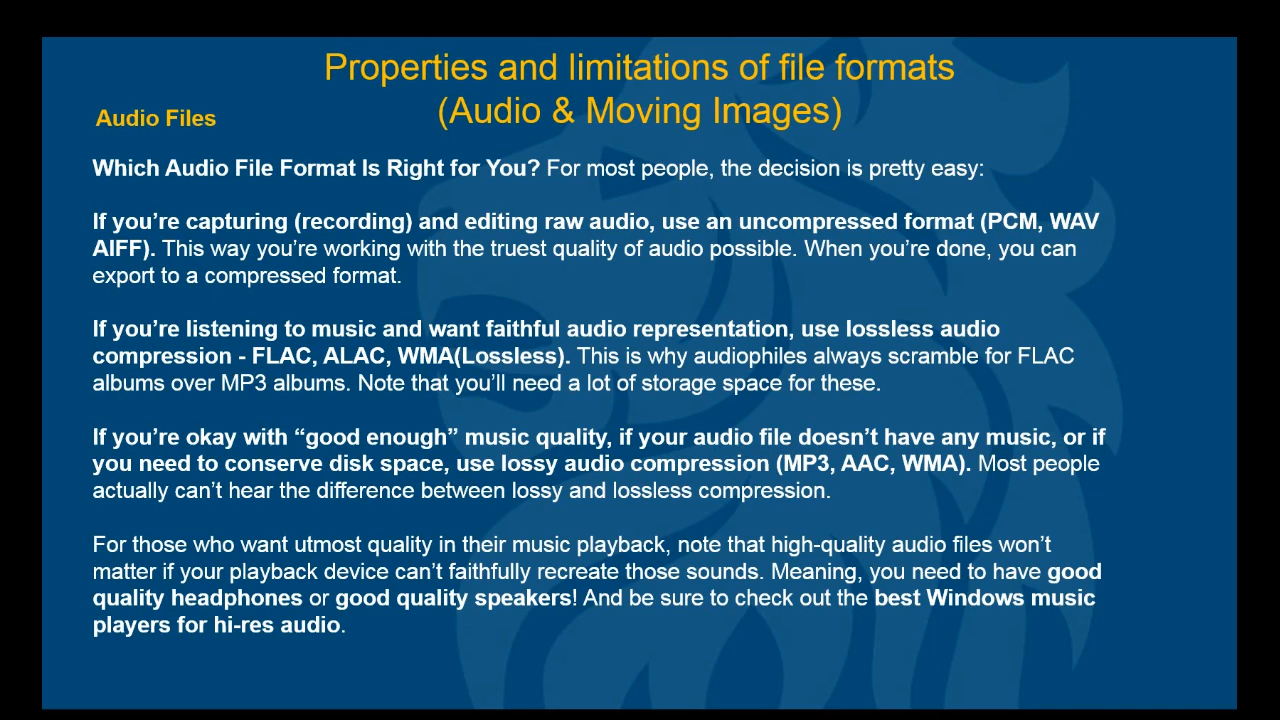 Properties and limitations of file formats
(Audio & Moving Images)
Audio Files
Which Audio File Format Is Right for You? For most people, the decision is pretty easy:
If you’re capturing (recording) and editing raw audio, use an uncompressed format (PCM, WAV
AIFF). This way you’re working with the truest quality of audio possible. When you’re done, you can
export to a compressed format.
If you’re listening to music and want faithful audio representation, use lossless audio
compression - FLAC, ALAC, WMA(Lossless). This is why audiophiles always scramble for FLAC
albums over MP3 albums. Note that you’ll need a lot of storage space for these.
If you’re okay with “good enough” music quality, if your audio file doesn’t have any music, or if
you need to conserve disk space, use lossy audio compression (MP3, AAC, WMA). Most people
actually can’t hear the difference between lossy and lossless compression.
For those who want utmost quality in their music playback, note that high-quality audio files won’t
matter if your playback device can’t faithfully recreate those sounds. Meaning, you need to have good
quality headphones or good quality speakers! And be sure to check out the best Windows music
players for hi-res audio.